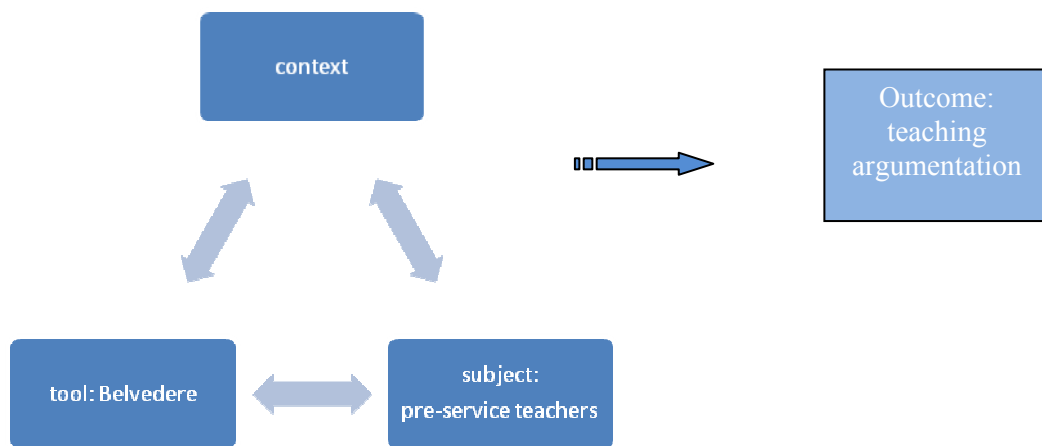 context
Outcome:
teaching
argumentation
tool: Belvedere
subject:
pre-service teachers